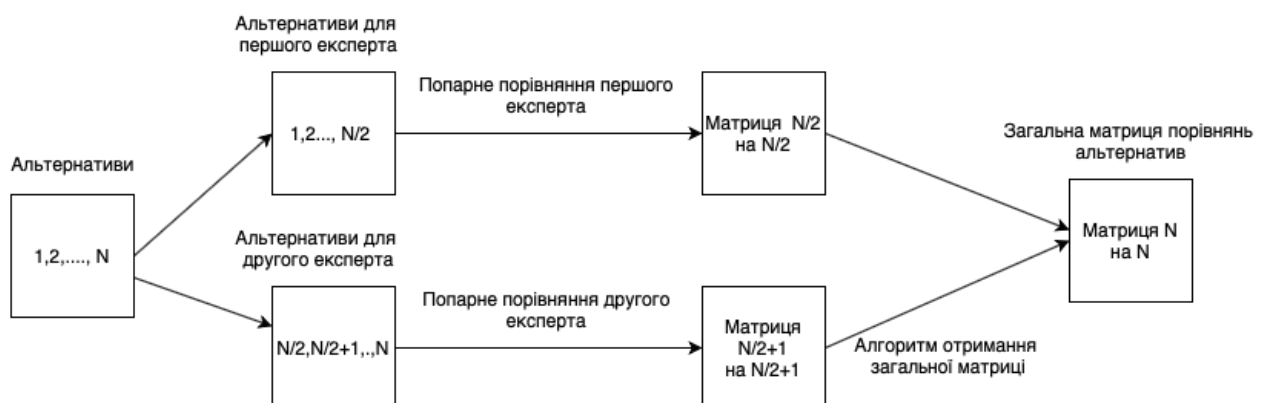 Альтернативи
1,2,...., N
Альтернативи для
першого експерта
1,2..., N/2
Попарне порівняння першого
експерта
Матриця N/2
на N/2
Альтернативи для
другого експерта
N/2,N/2+1,.,N
Попарне порівняння другого
експерта
Матриця
N/2+1
на N/2+1
Алгоритм отримання
загальної матриці
Загальна матриця порівнянь
альтернатив
Матриця N
на N